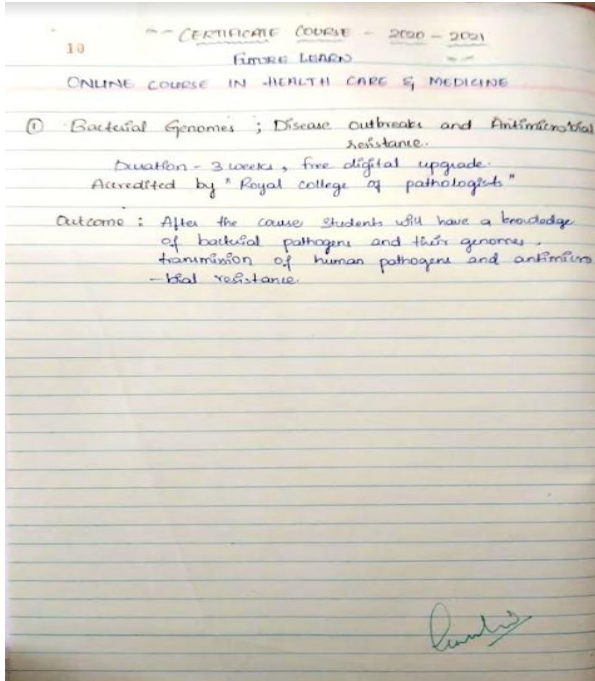 10
-- CERTIFICATE COURSE - 2020 - 2021
FUTURE LEARN
ONLINE COURSE IN HEALTH CARE & MEDICINE
① Bacterial Genomes ; Disease outbreaks and Antimicrobial
resistance.
Duration - 3 weeks , free digital upgrade.
Accredited by "Royal college of pathologists"
Outcome : After the course students will have a knowledge
of bacterial pathogens and their genomes ,
transmission of human pathogens and antimicro
-bial resistance.